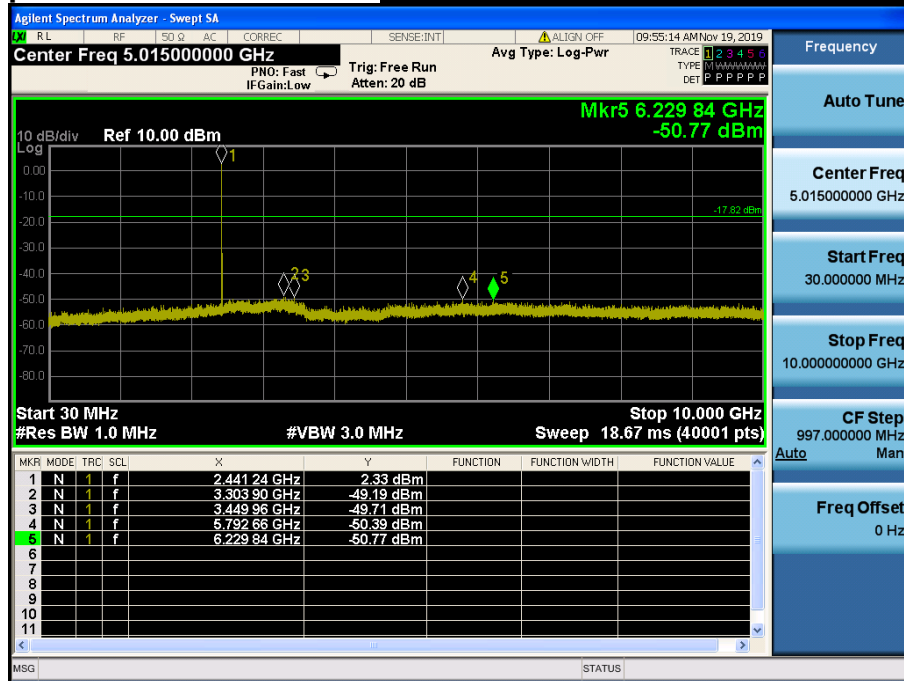 Agilent Spectrum Analyzer - Swept SA
LXI RL RF 50 Ω AC CORREC SENSE:INT ALIGN OFF 09:55:14 AM Nov 19, 2019
Center Freq 5.015000000 GHz
PNO: Fast
IFGain:Low
Trig: Free Run
Atten: 20 dB
Avg Type: Log-Pwr
TRACE 1 2 3 4 5 6
TYPE M WWWWW
DET P P P P P P
Mkr5 6.229 84 GHz
-50.77 dBm
10 dB/div Ref 10.00 dBm
Log
0.00
-10.0
-20.0
-30.0
-40.0
-50.0
-60.0
-70.0
-80.0
1
2 3
4
5
-17.82 dBm
Start 30 MHz
Stop 10.000 GHz
#Res BW 1.0 MHz
#VBW 3.0 MHz
Sweep 18.67 ms (40001 pts)
MKR MODE TRC SCL X Y FUNCTION FUNCTION WIDTH FUNCTION VALUE
1 N 1 f 2.441 24 GHz 2.33 dBm
2 N 1 f 3.303 90 GHz -49.19 dBm
3 N 1 f 3.449 96 GHz -49.71 dBm
4 N 1 f 5.792 66 GHz -50.39 dBm
5 N 1 f 6.229 84 GHz -50.77 dBm
6
7
8
9
10
11
MSG
STATUS
Frequency
Auto Tune
Center Freq
5.015000000 GHz
Start Freq
30.000000 MHz
Stop Freq
10.000000000 GHz
CF Step
997.000000 MHz
Auto Man
Freq Offset
0 Hz